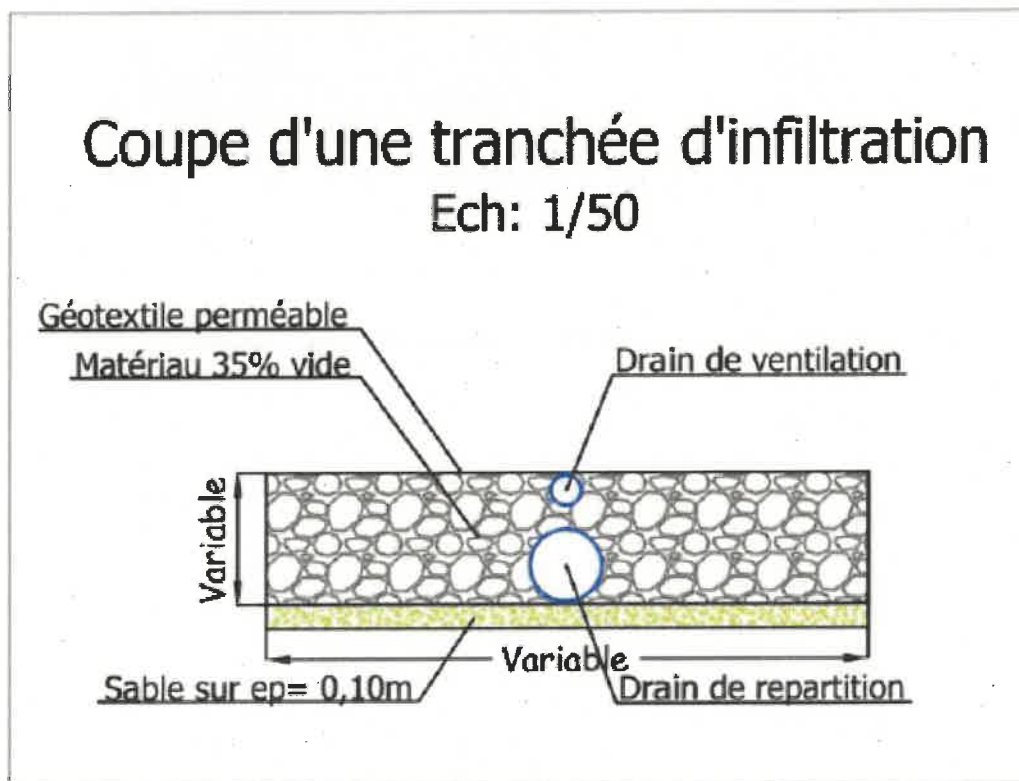 Coupe d'une tranchée d'infiltration
Ech: 1/50
Géotextile perméable
Matériau 35% vide
Drain de ventilation
Variable
Variable
Sable sur ep= 0,10m
Drain de repartition